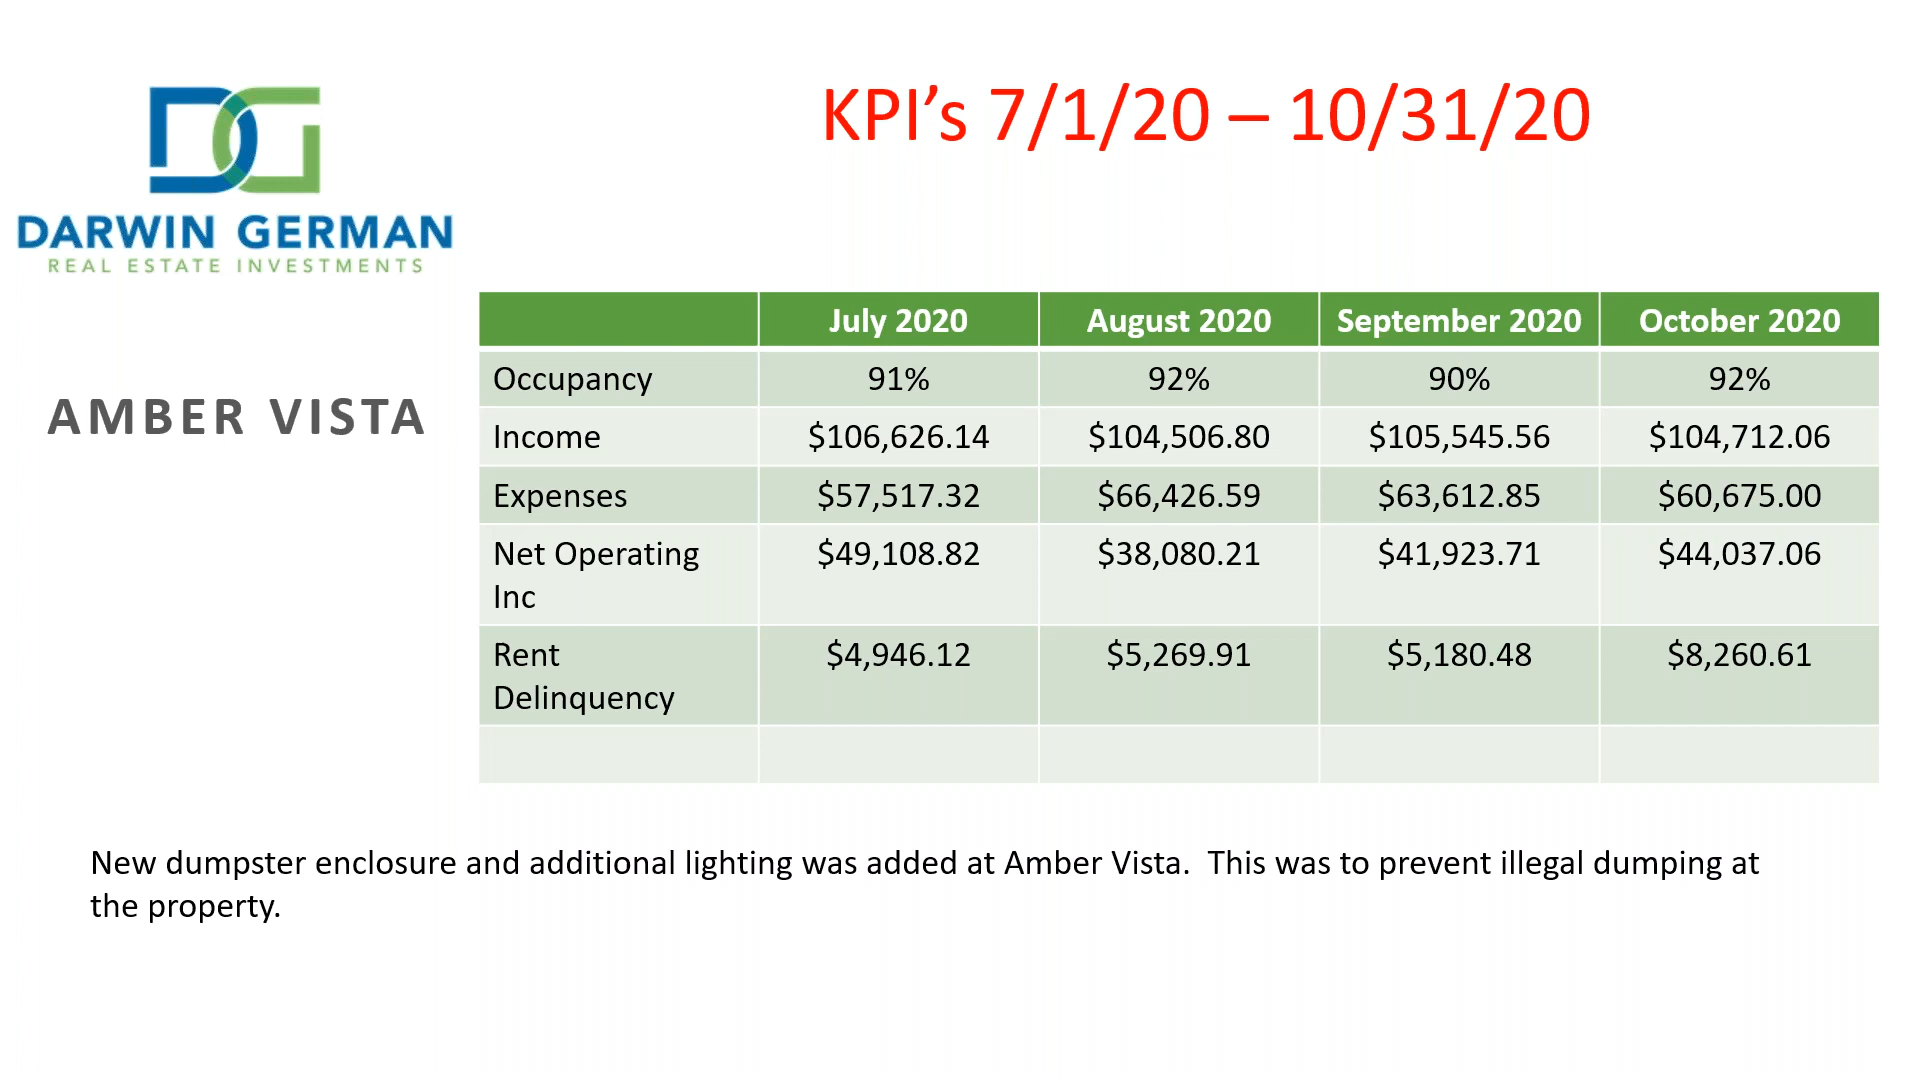 KPI’s 7/1/20 – 10/31/20
DG
DARWIN GERMAN
REAL ESTATE INVESTMENTS
AMBER VISTA
July 2020 August 2020 September 2020 October 2020
Occupancy 91% 92% 90% 92%
Income $106,626.14 $104,506.80 $105,545.56 $104,712.06
Expenses $57,517.32 $66,426.59 $63,612.85 $60,675.00
Net Operating $49,108.82 $38,080.21 $41,923.71 $44,037.06
Inc
Rent $4,946.12 $5,269.91 $5,180.48 $8,260.61
Delinquency
New dumpster enclosure and additional lighting was added at Amber Vista.  This was to prevent illegal dumping at
the property.